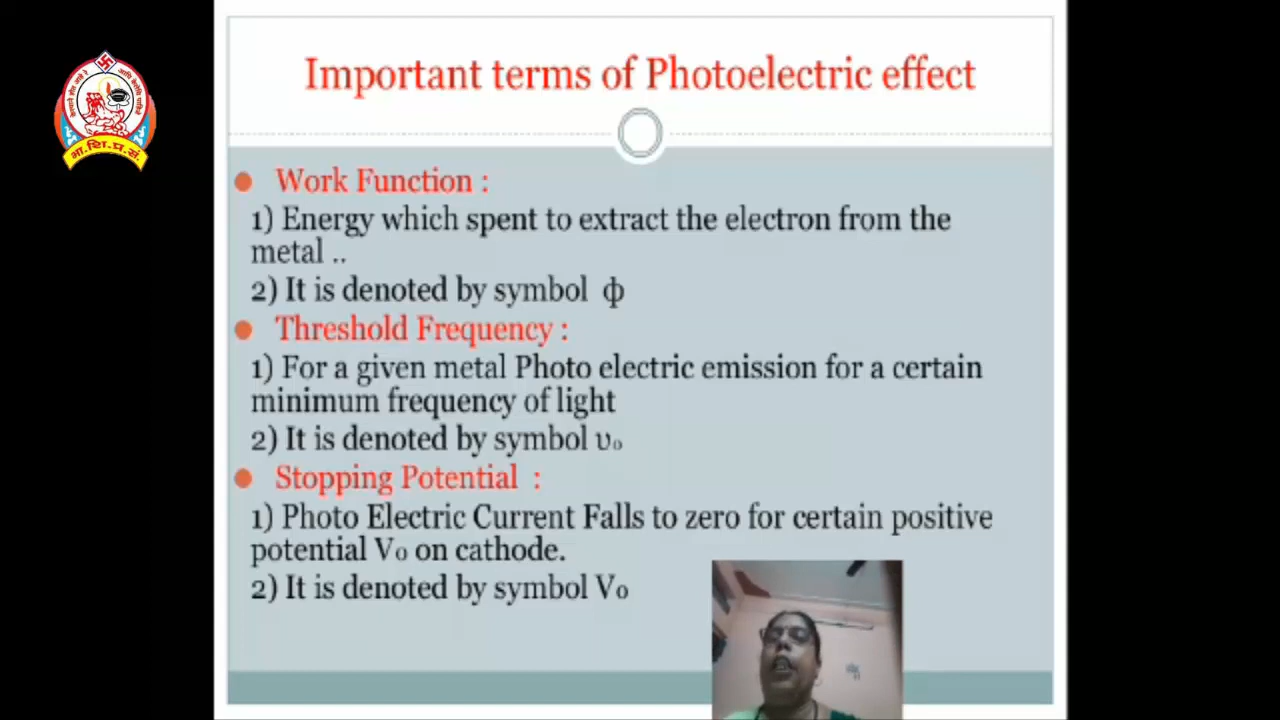 भा.शि.प्र.सं.
Important terms of Photoelectric effect
Work Function :
1) Energy which spent to extract the electron from the
metal ..
2) It is denoted by symbol ϕ
Threshold Frequency :
1) For a given metal Photo electric emission for a certain
minimum frequency of light
2) It is denoted by symbol υ₀
Stopping Potential :
1) Photo Electric Current Falls to zero for certain positive
potential V₀ on cathode.
2) It is denoted by symbol V₀